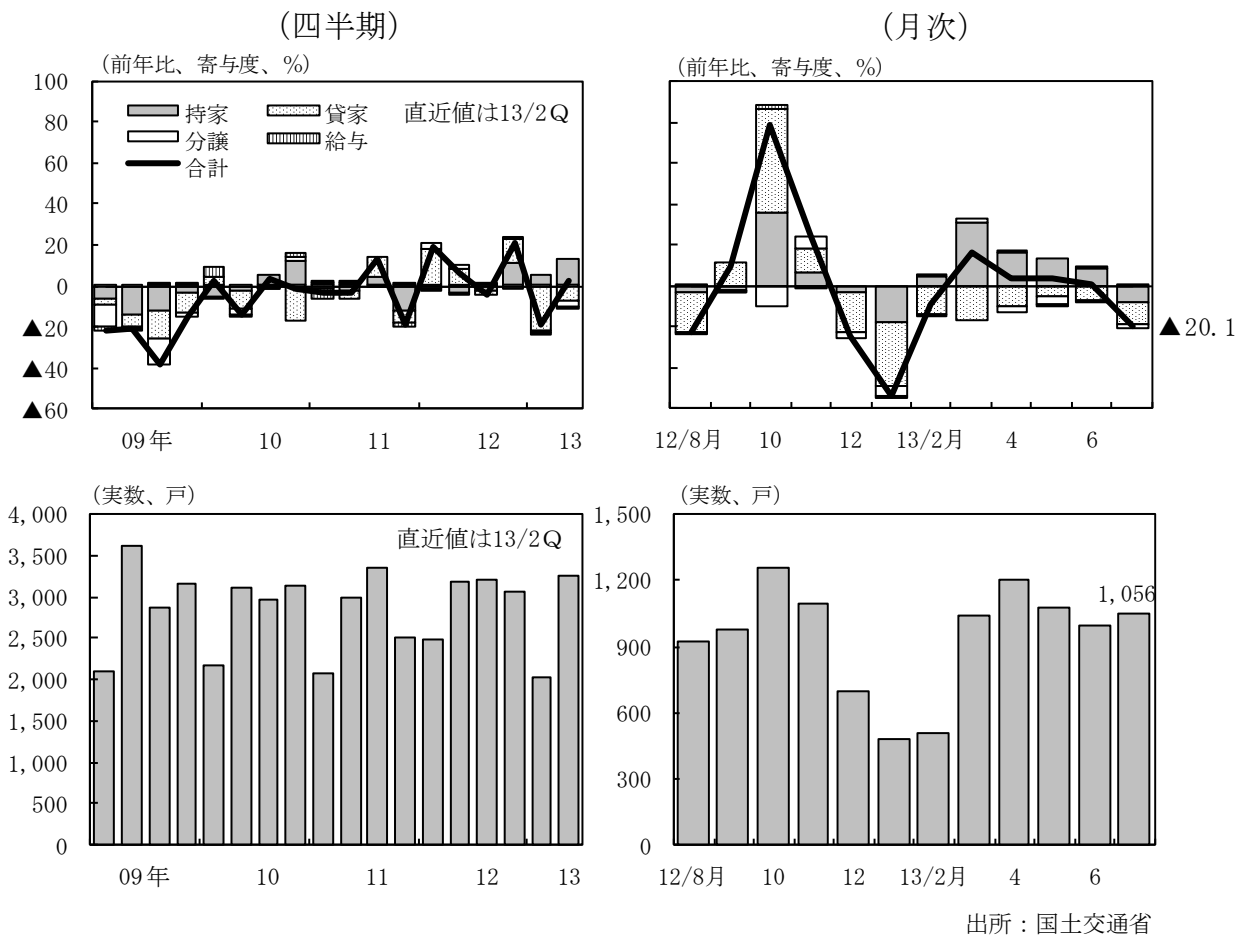 (四半期)
(前年比、寄与度、%)
100
80
60
40
20
0
▲20
▲40
▲60
持家
貸家
直近値は13/2Q
分譲
給与
合計
09年
10
11
12
13
(月次)
(前年比、寄与度、%)
▲20.1
12/8月
10
12
13/2月
4
6
(実数、戸)
4,000
3,500
3,000
2,500
2,000
1,500
1,000
500
0
直近値は13/2Q
09年
10
11
12
13
(実数、戸)
1,500
1,200
900
600
300
0
1,056
12/8月
10
12
13/2月
4
6
出所：国土交通省